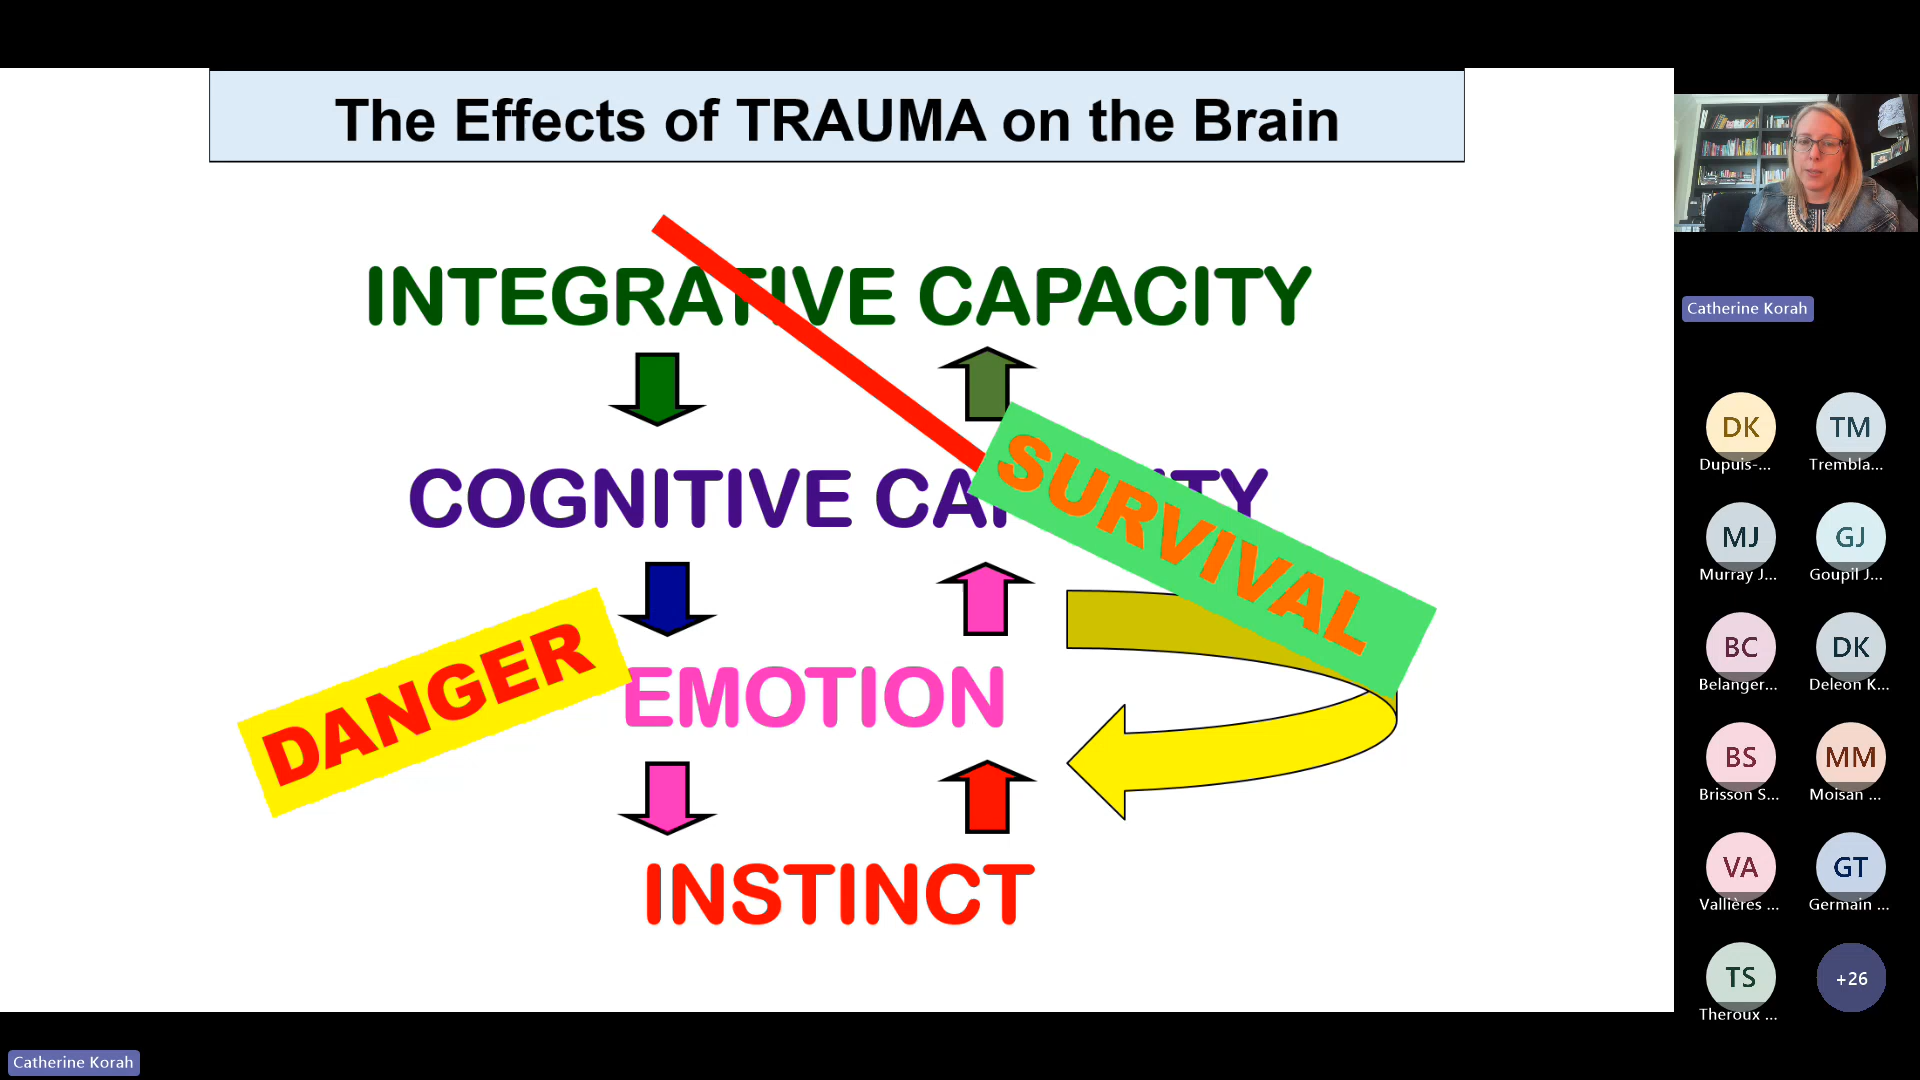 The Effects of TRAUMA on the Brain
INTEGRATIVE CAPACITY
COGNITIVE CAPACITY
SURVIVAL
DANGER
EMOTION
INSTINCT
Catherine Korah
DK
TM
Dupuis-...
Trembla...
MJ
GJ
Murray J...
Goupil J...
BC
DK
Belanger...
Deleon K...
BS
MM
Brisson S...
Moisan ...
VA
GT
Vallières ...
Germain ...
TS
+26
Theroux ...
Catherine Korah